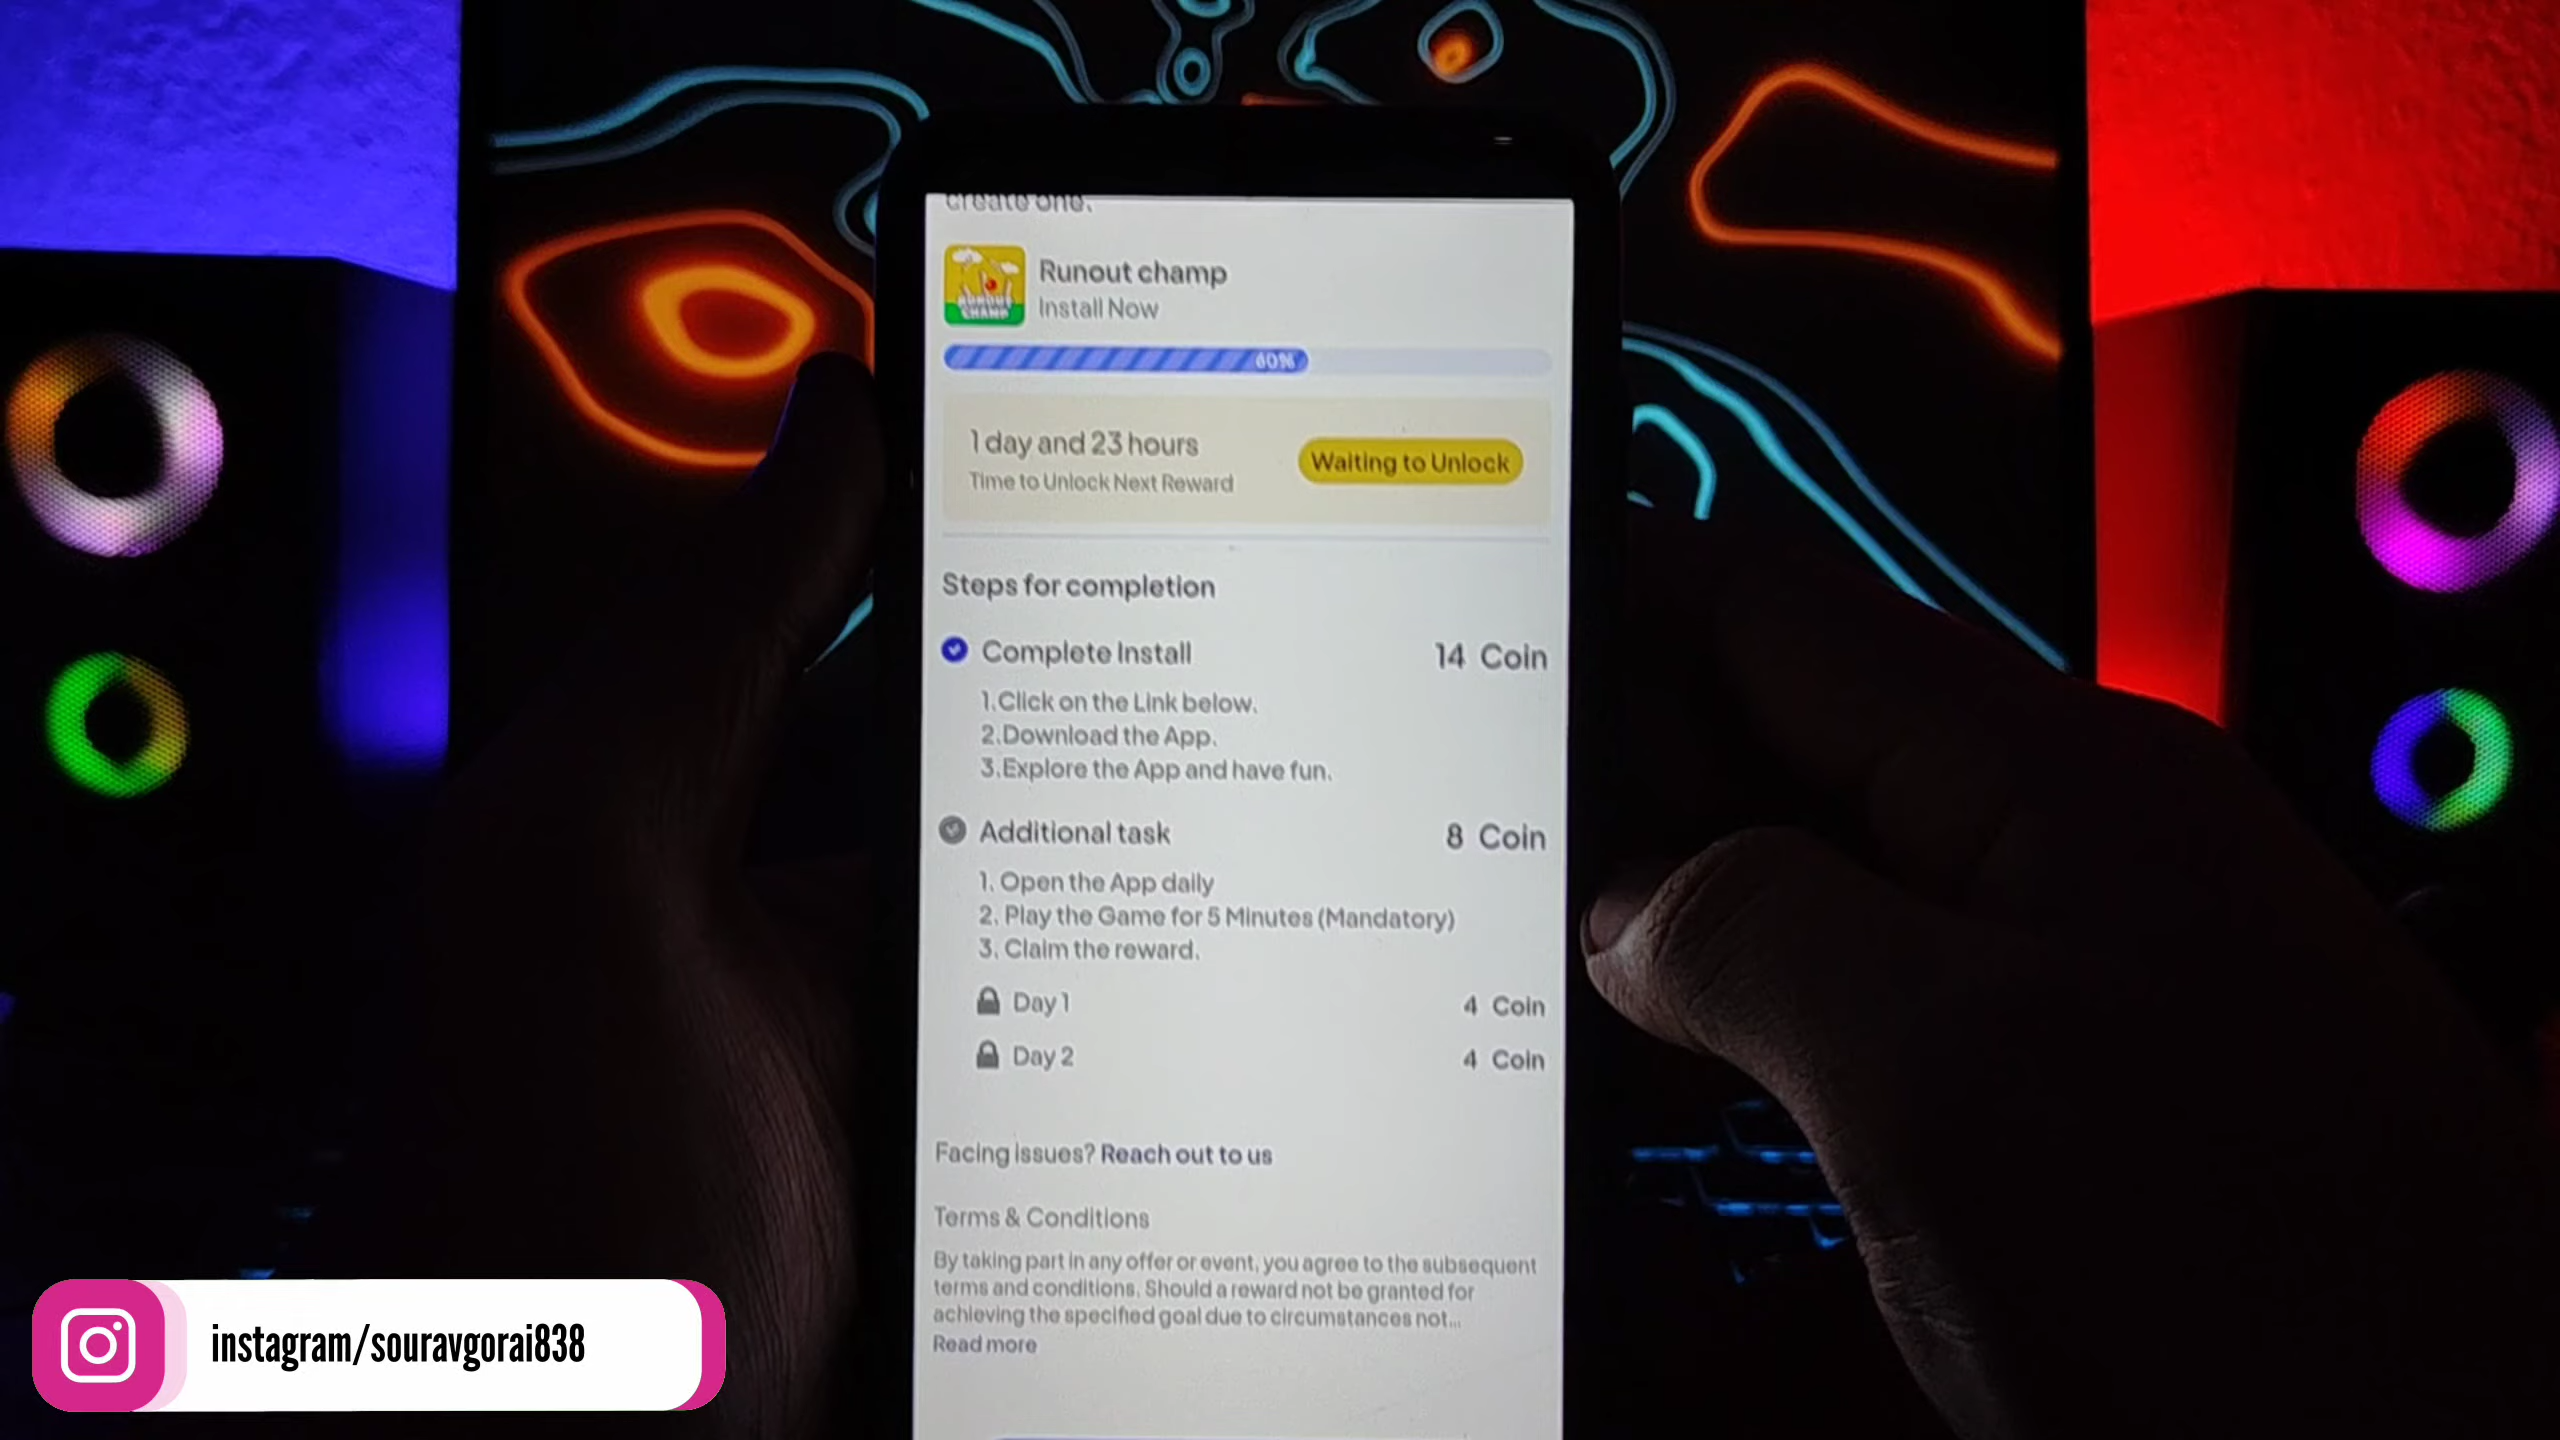 create one.
Runout champ
Install Now
60%
1 day and 23 hours
Time to Unlock Next Reward
Waiting to Unlock
Steps for completion
Complete Install
14 Coin
1.Click on the Link below.
2.Download the App.
3.Explore the App and have fun.
Additional task
8 Coin
1. Open the App daily
2. Play the Game for 5 Minutes (Mandatory)
3. Claim the reward.
Day 1
4 Coin
Day 2
4 Coin
Facing issues? Reach out to us
Terms & Conditions
By taking part in any offer or event, you agree to the subsequent
terms and conditions. Should a reward not be granted for
achieving the specified goal due to circumstances not...
Read more
instagram/souravgorai838